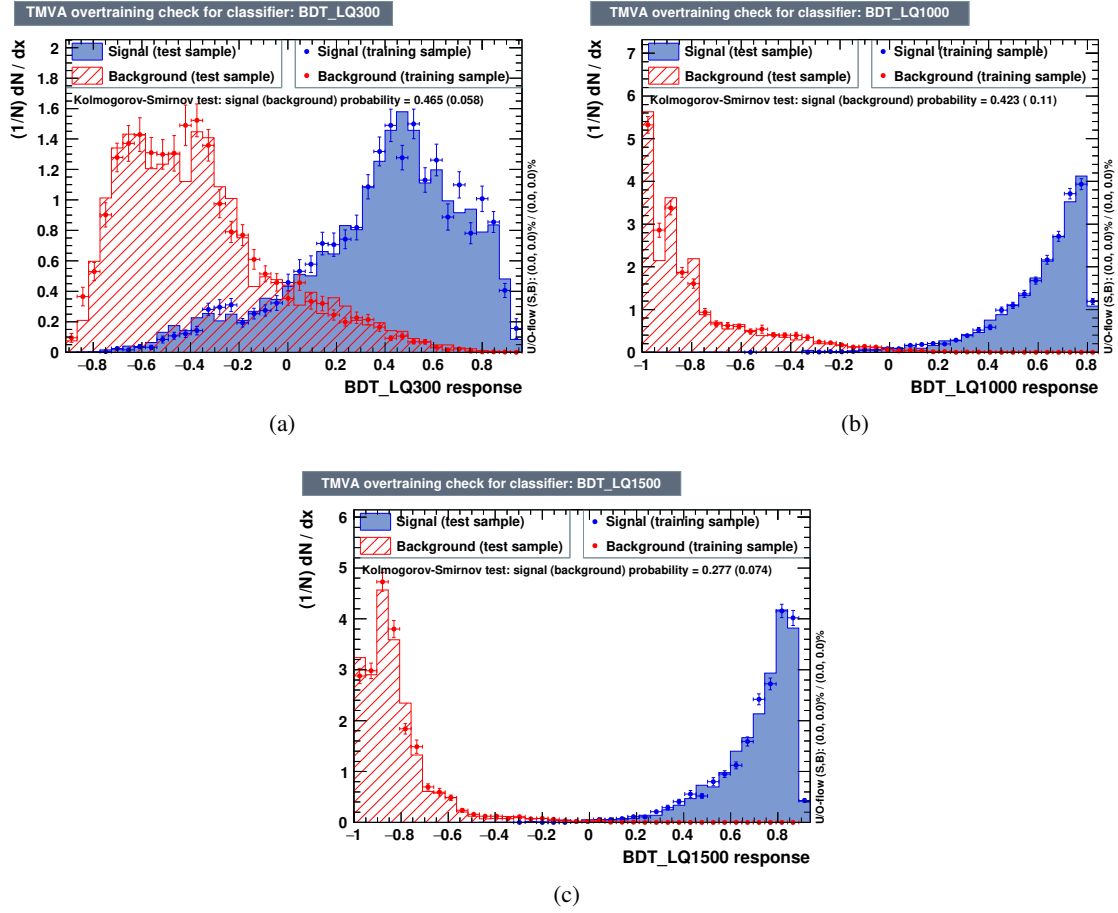 TMVA overtraining check for classifier: BDT_LQ300
(1/N) dN / dx
2
1.8
1.6
1.4
1.2
1
0.8
0.6
0.4
0.2
0
Signal (test sample)
Background (test sample)
Signal (training sample)
Background (training sample)
Kolmogorov-Smirnov test: signal (background) probability = 0.465 (0.058)
U/O-flow (S,B): (0.0, 0.0)% / (0.0, 0.0)%
−0.8 −0.6 −0.4 −0.2 0 0.2 0.4 0.6 0.8
BDT_LQ300 response
(a)
TMVA overtraining check for classifier: BDT_LQ1000
(1/N) dN / dx
7
6
5
4
3
2
1
0
Signal (test sample)
Background (test sample)
Signal (training sample)
Background (training sample)
Kolmogorov-Smirnov test: signal (background) probability = 0.423 ( 0.11)
U/O-flow (S,B): (0.0, 0.0)% / (0.0, 0.0)%
−1 −0.8 −0.6 −0.4 −0.2 0 0.2 0.4 0.6 0.8
BDT_LQ1000 response
(b)
TMVA overtraining check for classifier: BDT_LQ1500
(1/N) dN / dx
6
5
4
3
2
1
0
Signal (test sample)
Background (test sample)
Signal (training sample)
Background (training sample)
Kolmogorov-Smirnov test: signal (background) probability = 0.277 (0.074)
U/O-flow (S,B): (0.0, 0.0)% / (0.0, 0.0)%
−1 −0.8 −0.6 −0.4 −0.2 0 0.2 0.4 0.6 0.8
BDT_LQ1500 response
(c)